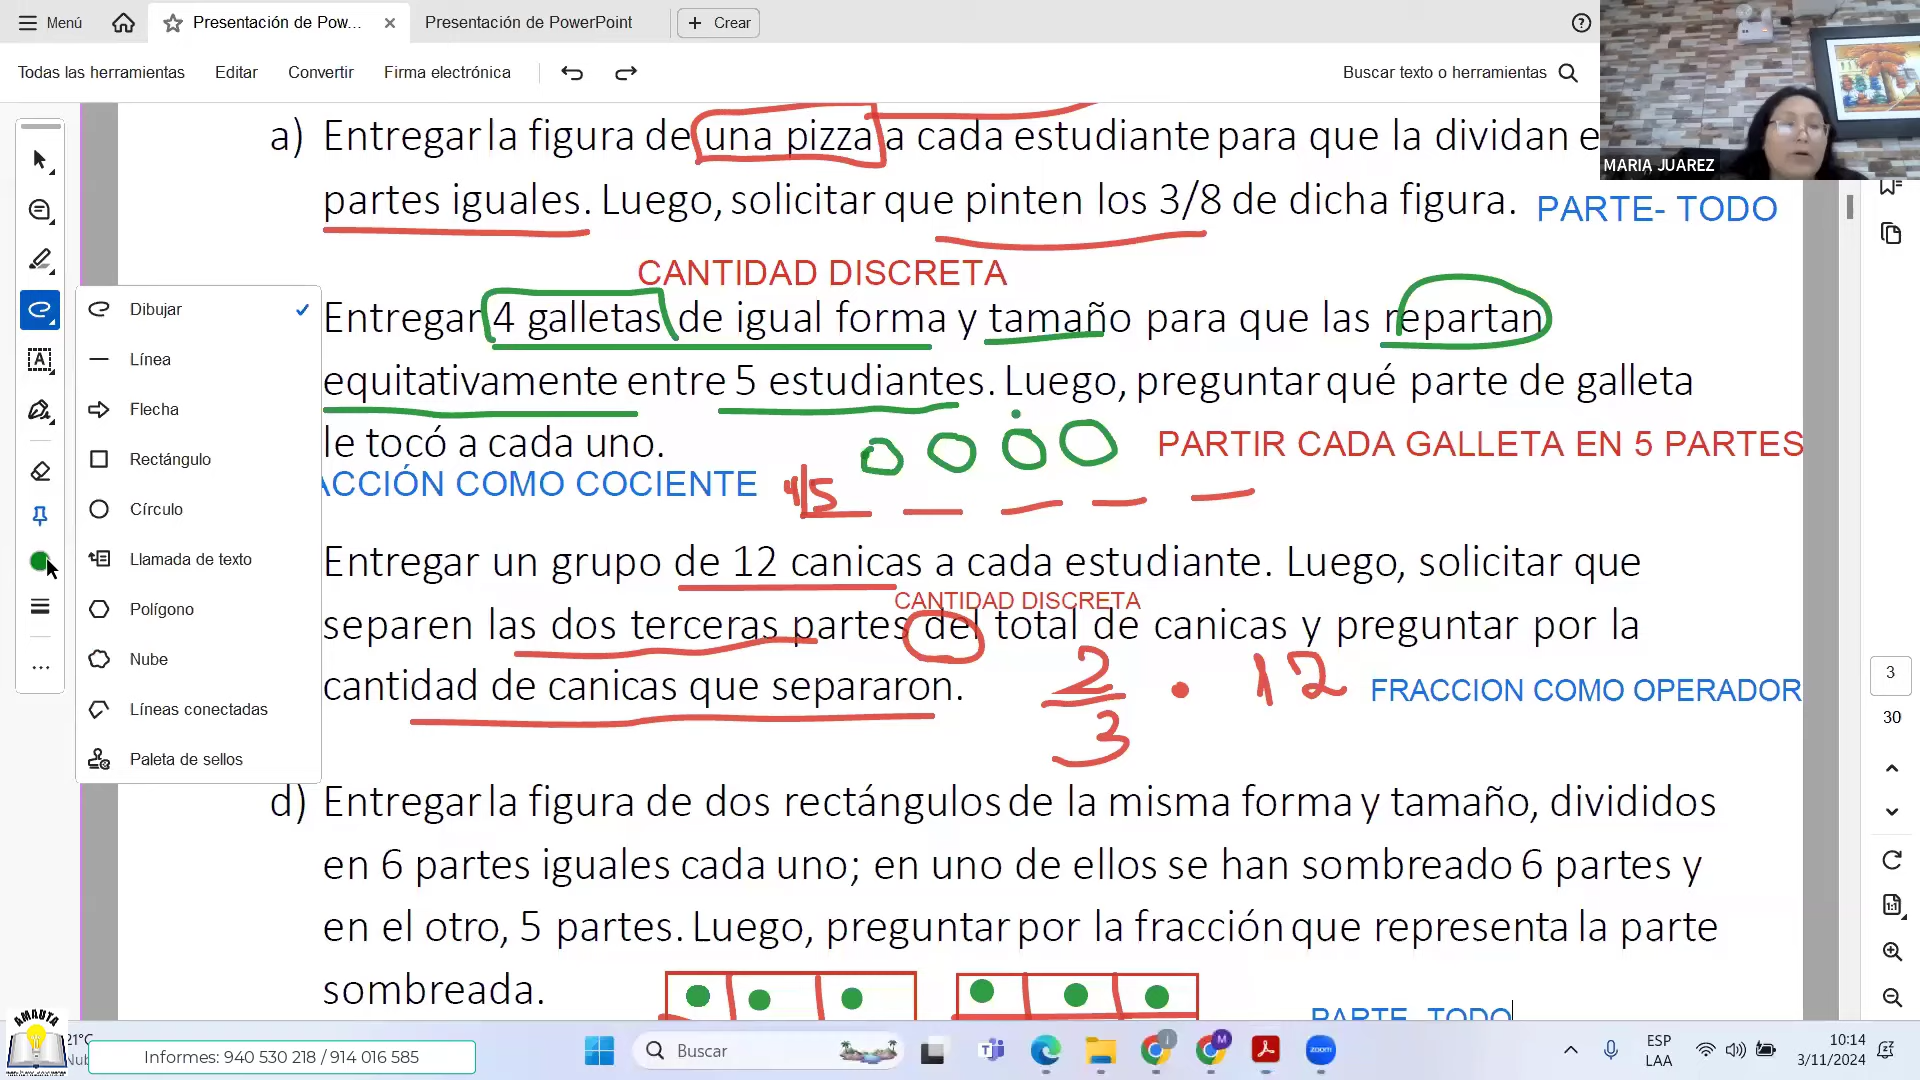 Menú
Presentación de Pow...
Presentación de PowerPoint
Crear
Todas las herramientas
Editar
Convertir
Firma electrónica
Buscar texto o herramientas
MARIA JUAREZ
a) Entregar la figura de una pizza a cada estudiante para que la dividan e
partes iguales. Luego, solicitar que pinten los 3/8 de dicha figura.
PARTE- TODO
CANTIDAD DISCRETA
Entregar 4 galletas de igual forma y tamaño para que las repartan
equitativamente entre 5 estudiantes. Luego, preguntar qué parte de galleta
le tocó a cada uno.
PARTIR CADA GALLETA EN 5 PARTES
ACCIÓN COMO COCIENTE
4 5
Entregar un grupo de 12 canicas a cada estudiante. Luego, solicitar que
CANTIDAD DISCRETA
separen las dos terceras partes del total de canicas y preguntar por la
cantidad de canicas que separaron.
2
3
· 12
FRACCION COMO OPERADOR
d) Entregar la figura de dos rectángulos de la misma forma y tamaño, divididos
en 6 partes iguales cada uno; en uno de ellos se han sombreado 6 partes y
en el otro, 5 partes. Luego, preguntar por la fracción que representa la parte
sombreada.
PARTE- TODO
Dibujar
Línea
Flecha
Rectángulo
Círculo
Llamada de texto
Polígono
Nube
Líneas conectadas
Paleta de sellos
3
30
AMAUTA
21°C
Nub
Informes: 940 530 218 / 914 016 585
Buscar
zoom
ESP
LAA
10:14
3/11/2024